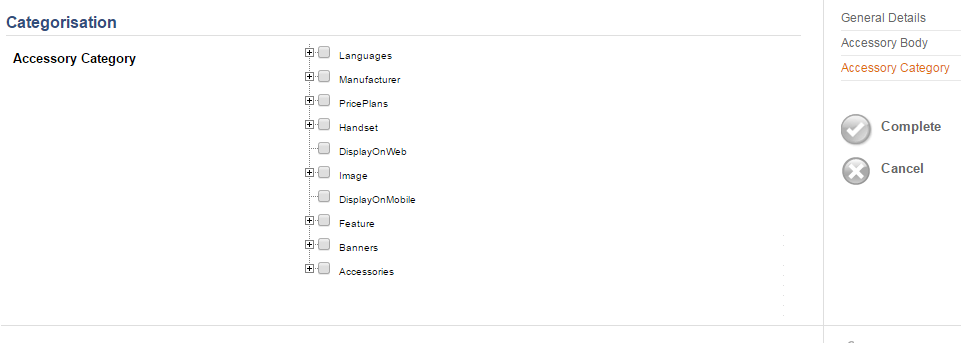 Categorisation
Accessory Category
Languages
Manufacturer
PricePlans
Handset
DisplayOnWeb
Image
DisplayOnMobile
Feature
Banners
Accessories
General Details
Accessory Body
Accessory Category
Complete
Cancel